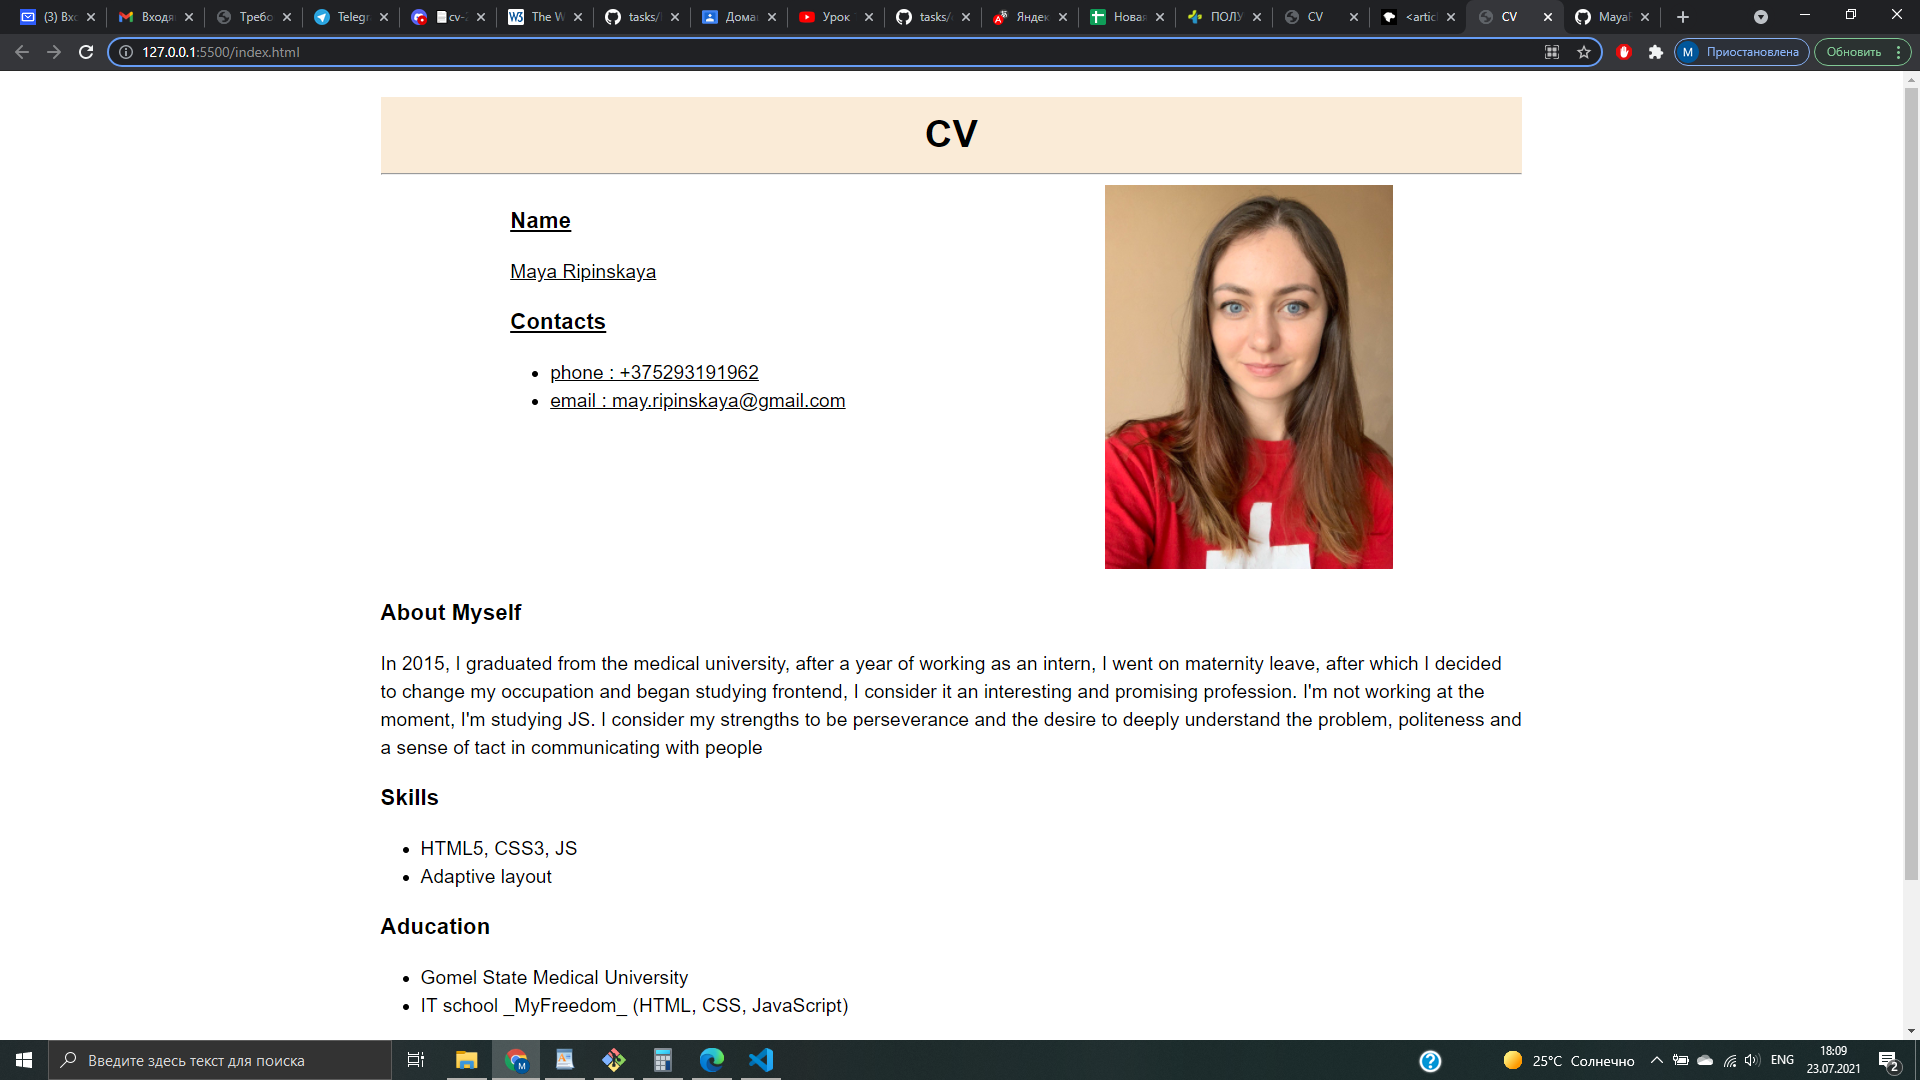 (3) Вхо
Входя
Требо
Telegr
cv-2
The W
tasks/
Дома
Урок
tasks/
Яндек
Новая
ПОЛУ
CV
<artic
CV
MayaR
127.0.0.1:5500/index.html
М Приостановлена
Обновить
CV
Name
Maya Ripinskaya
Contacts
phone : +375293191962
email : may.ripinskaya@gmail.com
About Myself
In 2015, I graduated from the medical university, after a year of working as an intern, I went on maternity leave, after which I decided
to change my occupation and began studying frontend, I consider it an interesting and promising profession. I'm not working at the
moment, I'm studying JS. I consider my strengths to be perseverance and the desire to deeply understand the problem, politeness and
a sense of tact in communicating with people
Skills
HTML5, CSS3, JS
Adaptive layout
Aducation
Gomel State Medical University
IT school _MyFreedom_ (HTML, CSS, JavaScript)
Введите здесь текст для поиска
25°C Солнечно
ENG
18:09
23.07.2021
2